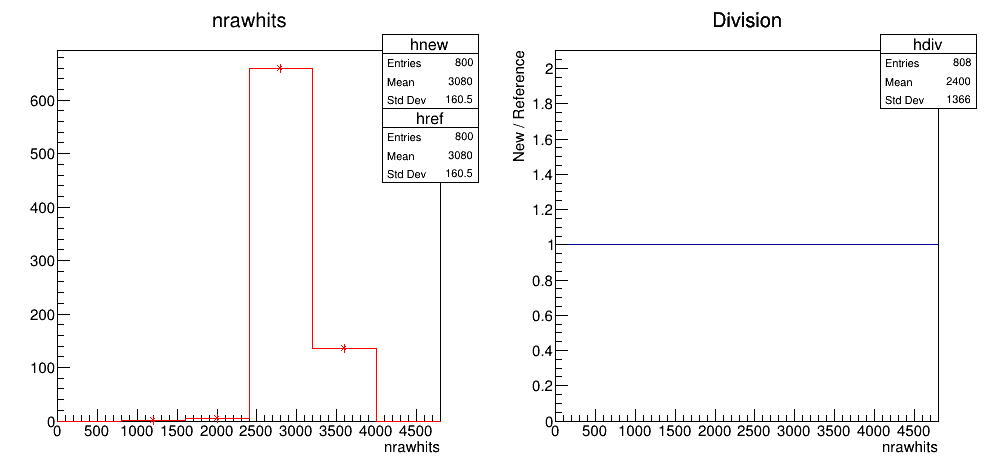 nrawhits
hnew
Entries 800
Mean 3080
Std Dev 160.5
href
Entries 800
Mean 3080
Std Dev 160.5
600
500
400
300
200
100
0
0 500 1000 1500 2000 2500 3000 3500 4000 4500
nrawhits
Division
hdiv
Entries 808
Mean 2400
Std Dev 1366
New / Reference
2
1.8
1.6
1.4
1.2
1
0.8
0.6
0.4
0.2
0
0 500 1000 1500 2000 2500 3000 3500 4000 4500
nrawhits